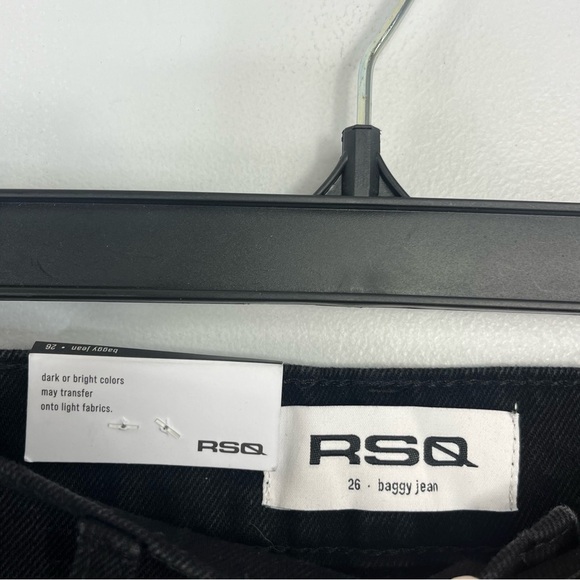 26 • baggy jean
dark or bright colors
may transfer
onto light fabrics.
RSQ
RSQ
26 · baggy jean